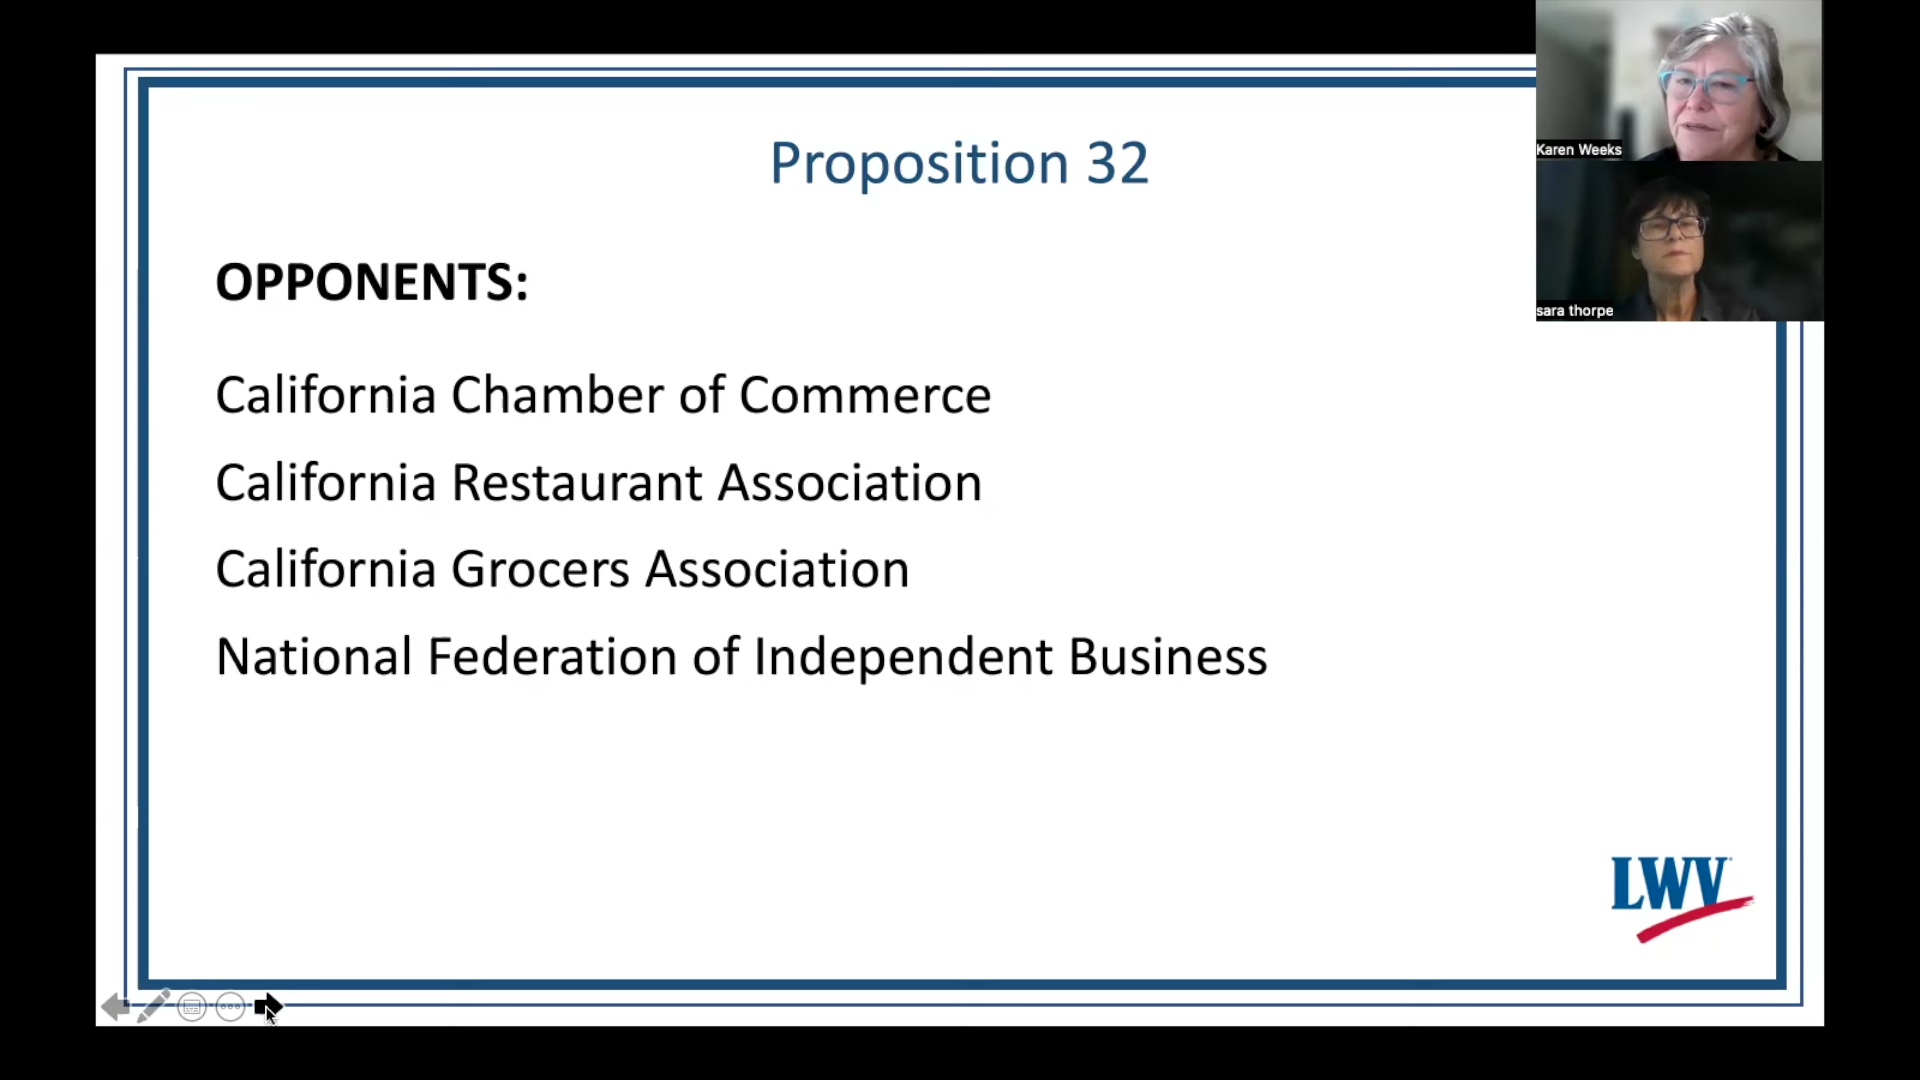 Proposition 32
OPPONENTS:
California Chamber of Commerce
California Restaurant Association
California Grocers Association
National Federation of Independent Business
Karen Weeks
sara thorpe
LWV